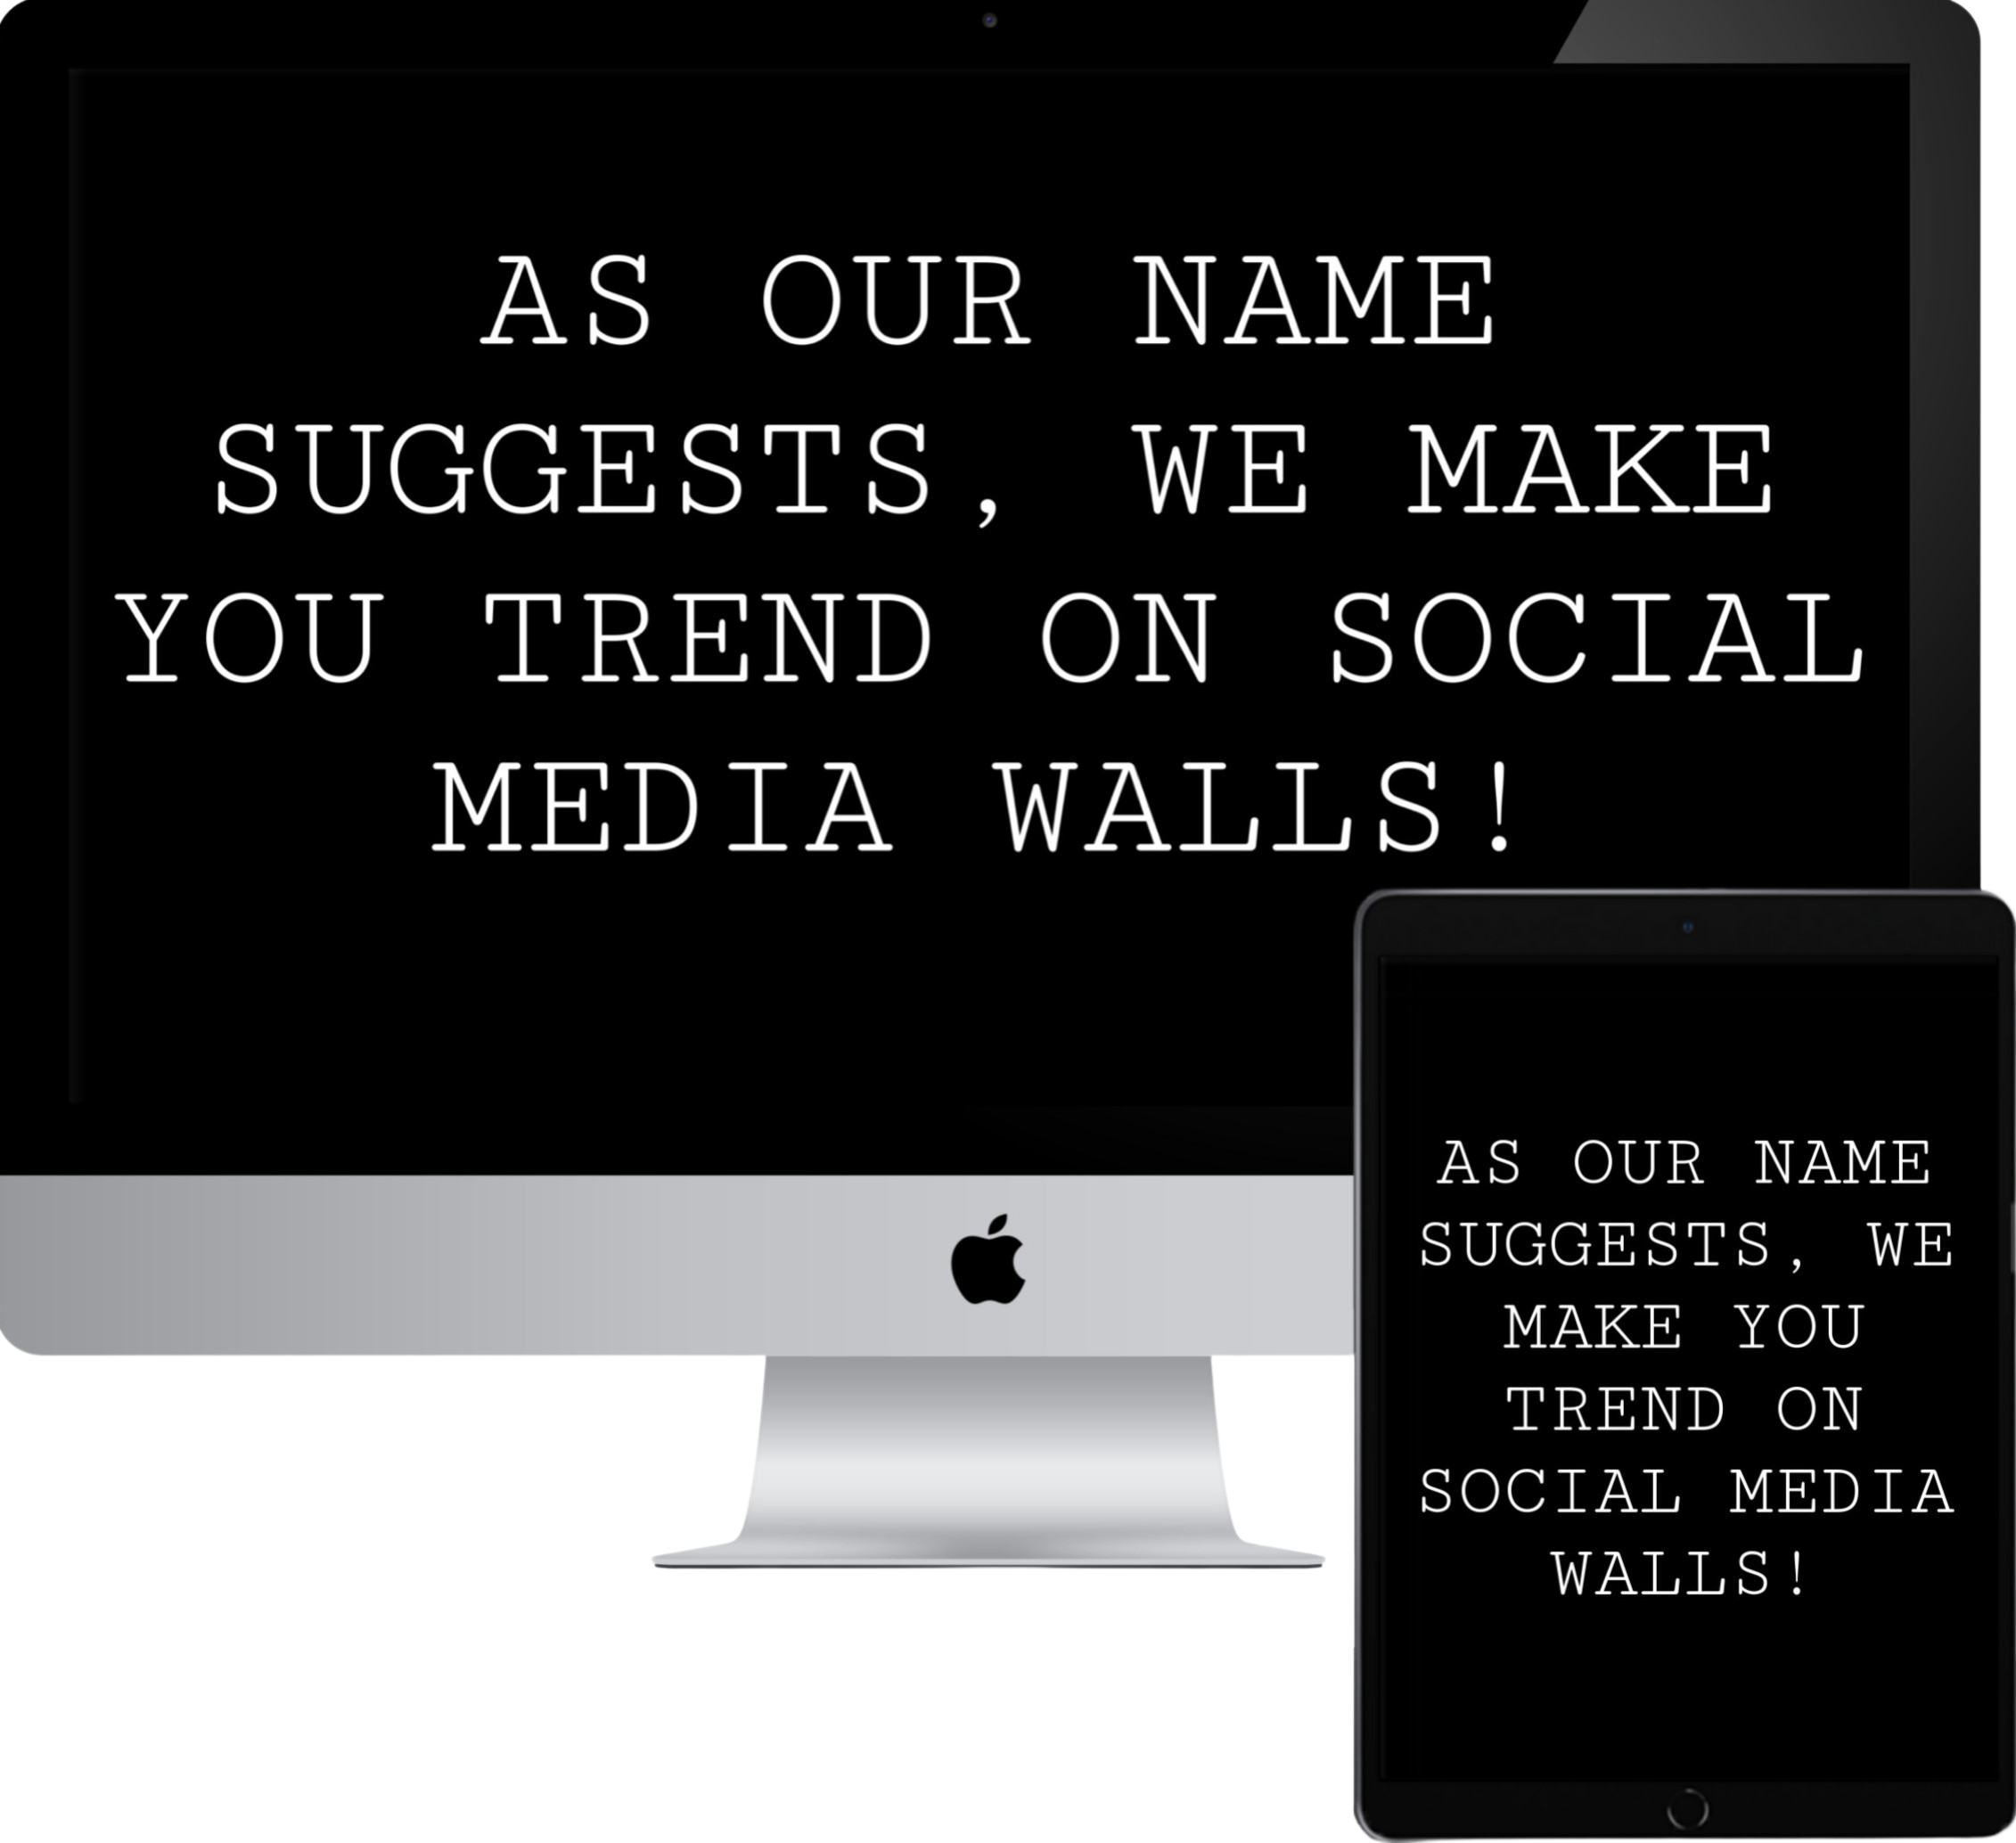 AS OUR NAME
SUGGESTS, WE MAKE
YOU TREND ON SOCIAL
MEDIA WALLS!
AS OUR NAME
SUGGESTS, WE
MAKE YOU
TREND ON
SOCIAL MEDIA
WALLS!